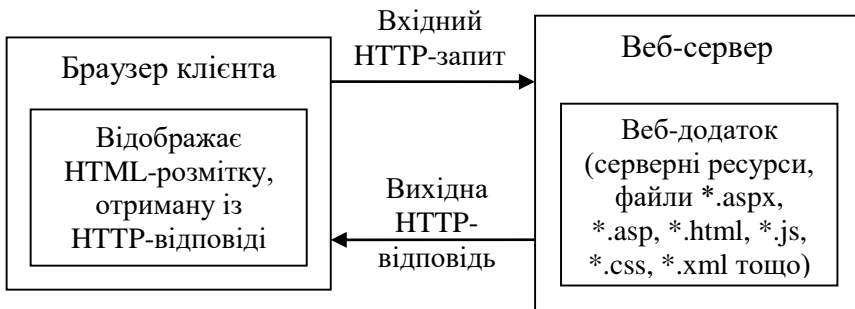 Браузер клієнта
Відображає
HTML-розмітку,
отриману із
HTTP-відповіді
Вхідний
HTTP-запит
Вихідна
HTTP-
відповідь
Веб-сервер
Веб-додаток
(серверні ресурси,
файли *.aspx,
*.asp, *.html, *.js,
*.css, *.xml тощо)